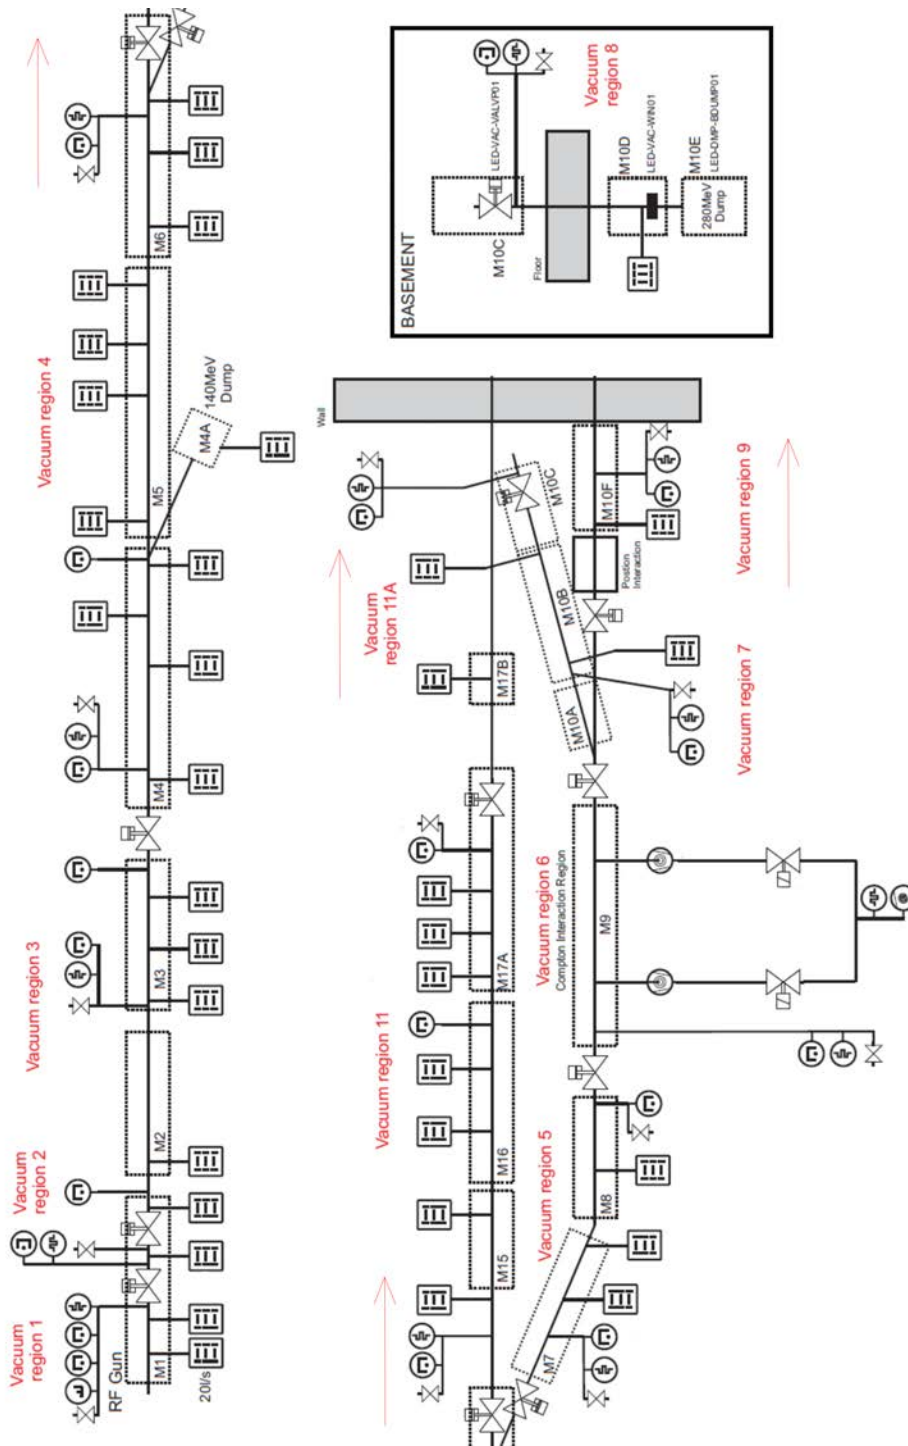 Vacuum
region 1
RF Gun
M1
20l/s
Vacuum
region 2
M2
Vacuum region 3
M3
M4
M4A
140MeV
Dump
Vacuum region 4
M5
M6
M7
Vacuum region 5
M8
M15
M16
Vacuum region 11
M17A
Vacuum region 6
Compton Interaction Region
M9
M17B
Vacuum
region 11A
M10A
M10B
M10C
Vacuum region 7
Postion
Interaction
M10F
Vacuum region 9
Wall
BASEMENT
M10C
LED-VAC-VALVP01
Floor
Vacuum
region 8
M10D
LED-VAC-WIN01
M10E
LED-DMP-BDUMP01
280MeV
Dump